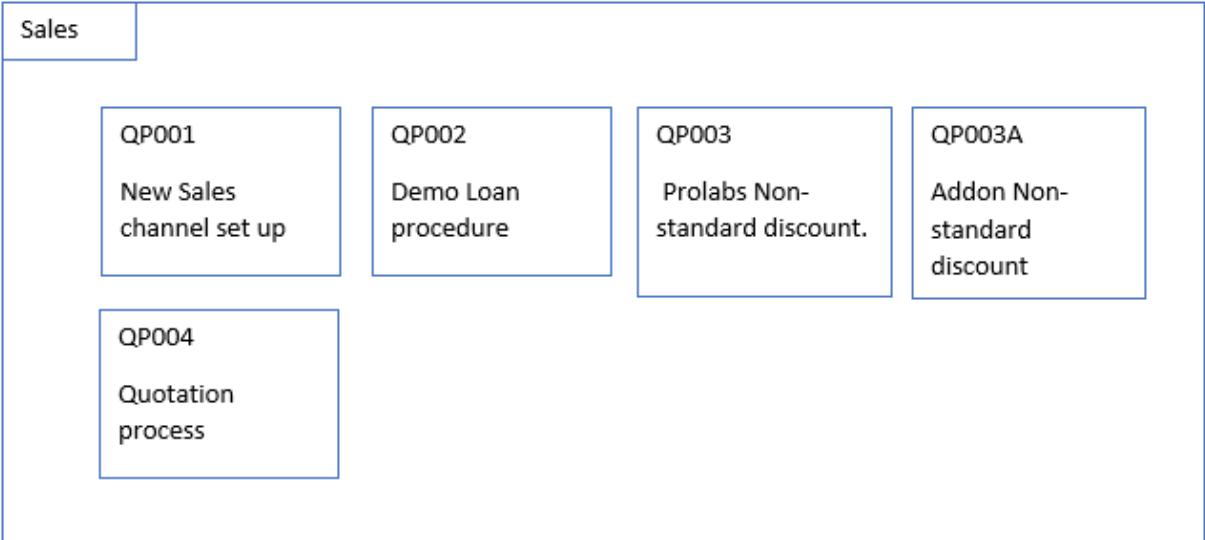 Sales
QP001
New Sales
channel set up
QP002
Demo Loan
procedure
QP003
Prolabs Non-
standard discount.
QP003A
Addon Non-
standard
discount
QP004
Quotation
process